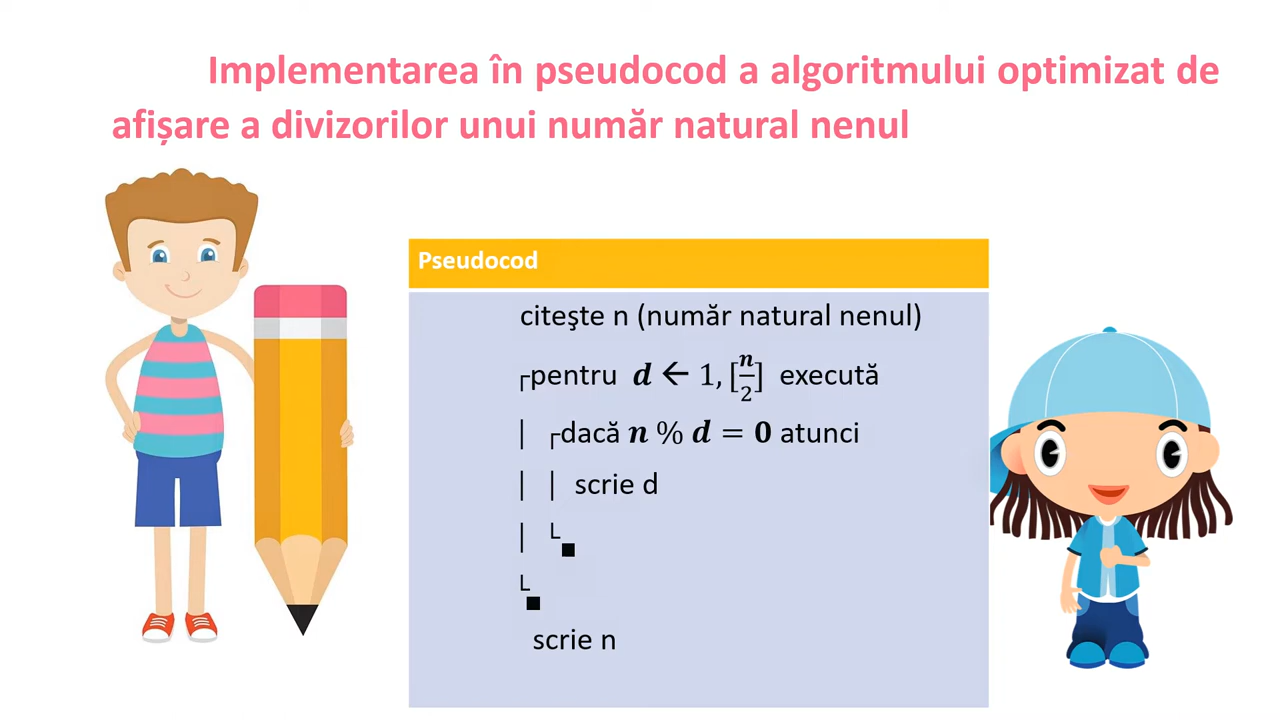 Implementarea în pseudocod a algoritmului optimizat de
afișare a divizorilor unui număr natural nenul
Pseudocod
citeşte n (număr natural nenul)
┌pentru d ← 1, [n/2] execută
│ ┌dacă n % d = 0 atunci
│ │ scrie d
│ └■
└■
scrie n